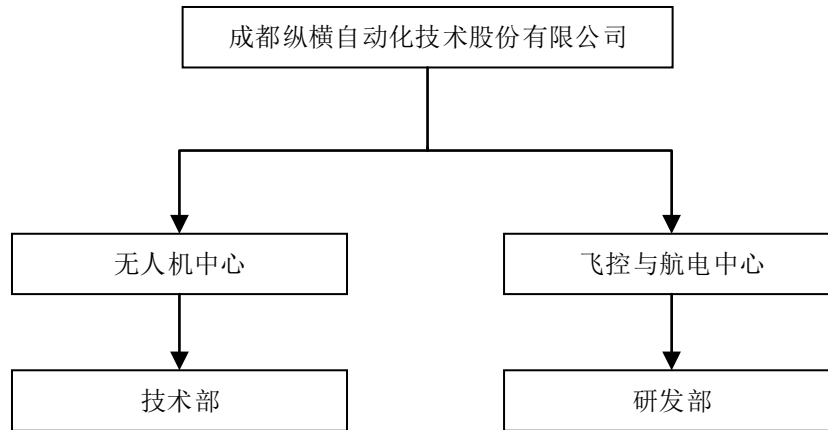 成都纵横自动化技术股份有限公司
无人机中心
飞控与航电中心
技术部
研发部